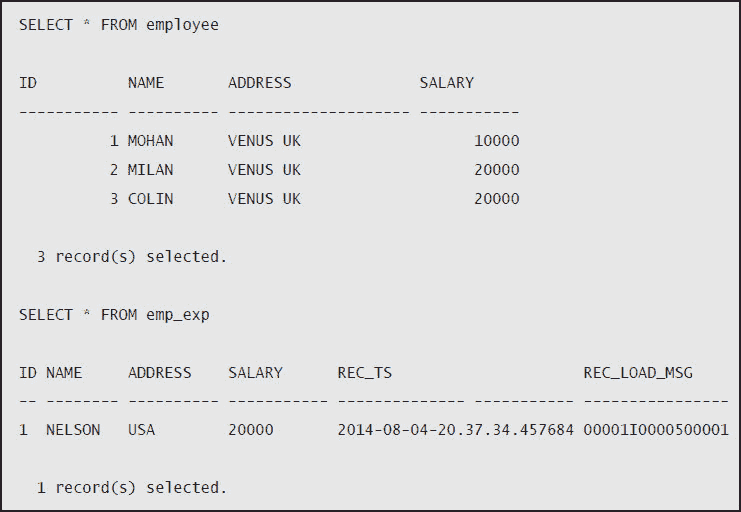 SELECT * FROM employee
ID NAME ADDRESS SALARY
----------- ---------- -------------------- -----------
1 MOHAN VENUS UK 10000
2 MILAN VENUS UK 20000
3 COLIN VENUS UK 20000
3 record(s) selected.
SELECT * FROM emp_exp
ID NAME ADDRESS SALARY REC_TS REC_LOAD_MSG
-- -------- ---------- ----------- -------------- ----------- ----------------
1 NELSON USA 20000 2014-08-04-20.37.34.457684 00001I0000500001
1 record(s) selected.